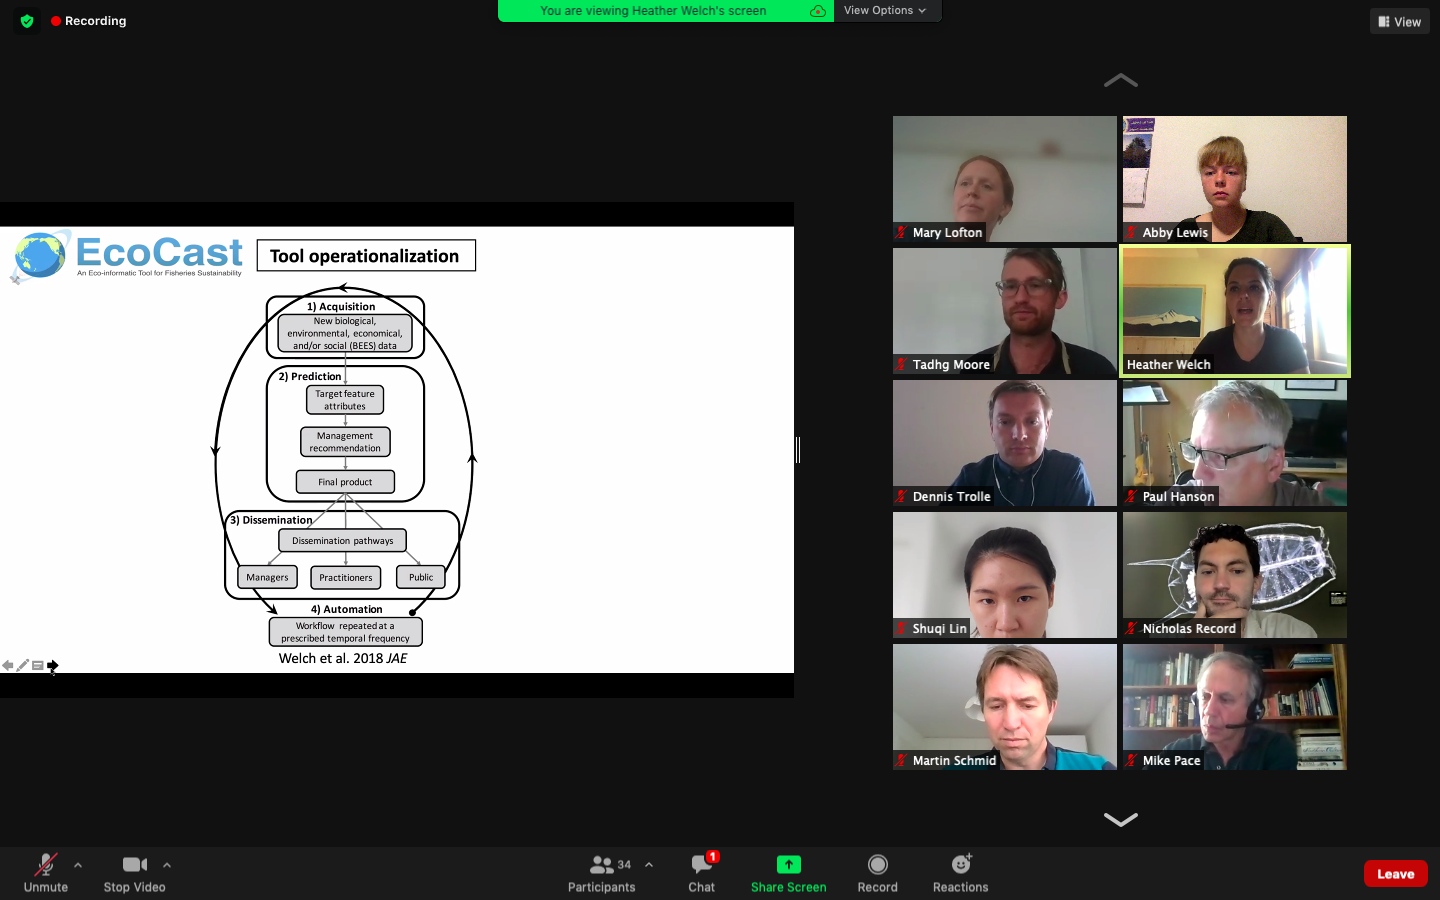 Recording
You are viewing Heather Welch's screen
View Options
View
EcoCast
An Eco-informatic Tool for Fisheries Sustainability
Tool operationalization
1) Acquisition
New biological,
environmental, economical,
and/or social (BEES) data
2) Prediction
Target feature
attributes
Management
recommendation
Final product
3) Dissemination
Dissemination pathways
Managers
Practitioners
Public
4) Automation
Workflow repeated at a
prescribed temporal frequency
Welch et al. 2018 JAE
Mary Lofton
Abby Lewis
Tadhg Moore
Heather Welch
Dennis Trolle
Paul Hanson
Shuqi Lin
Nicholas Record
Martin Schmid
Mike Pace
Unmute
Stop Video
Participants
34
Chat
1
Share Screen
Record
Reactions
Leave